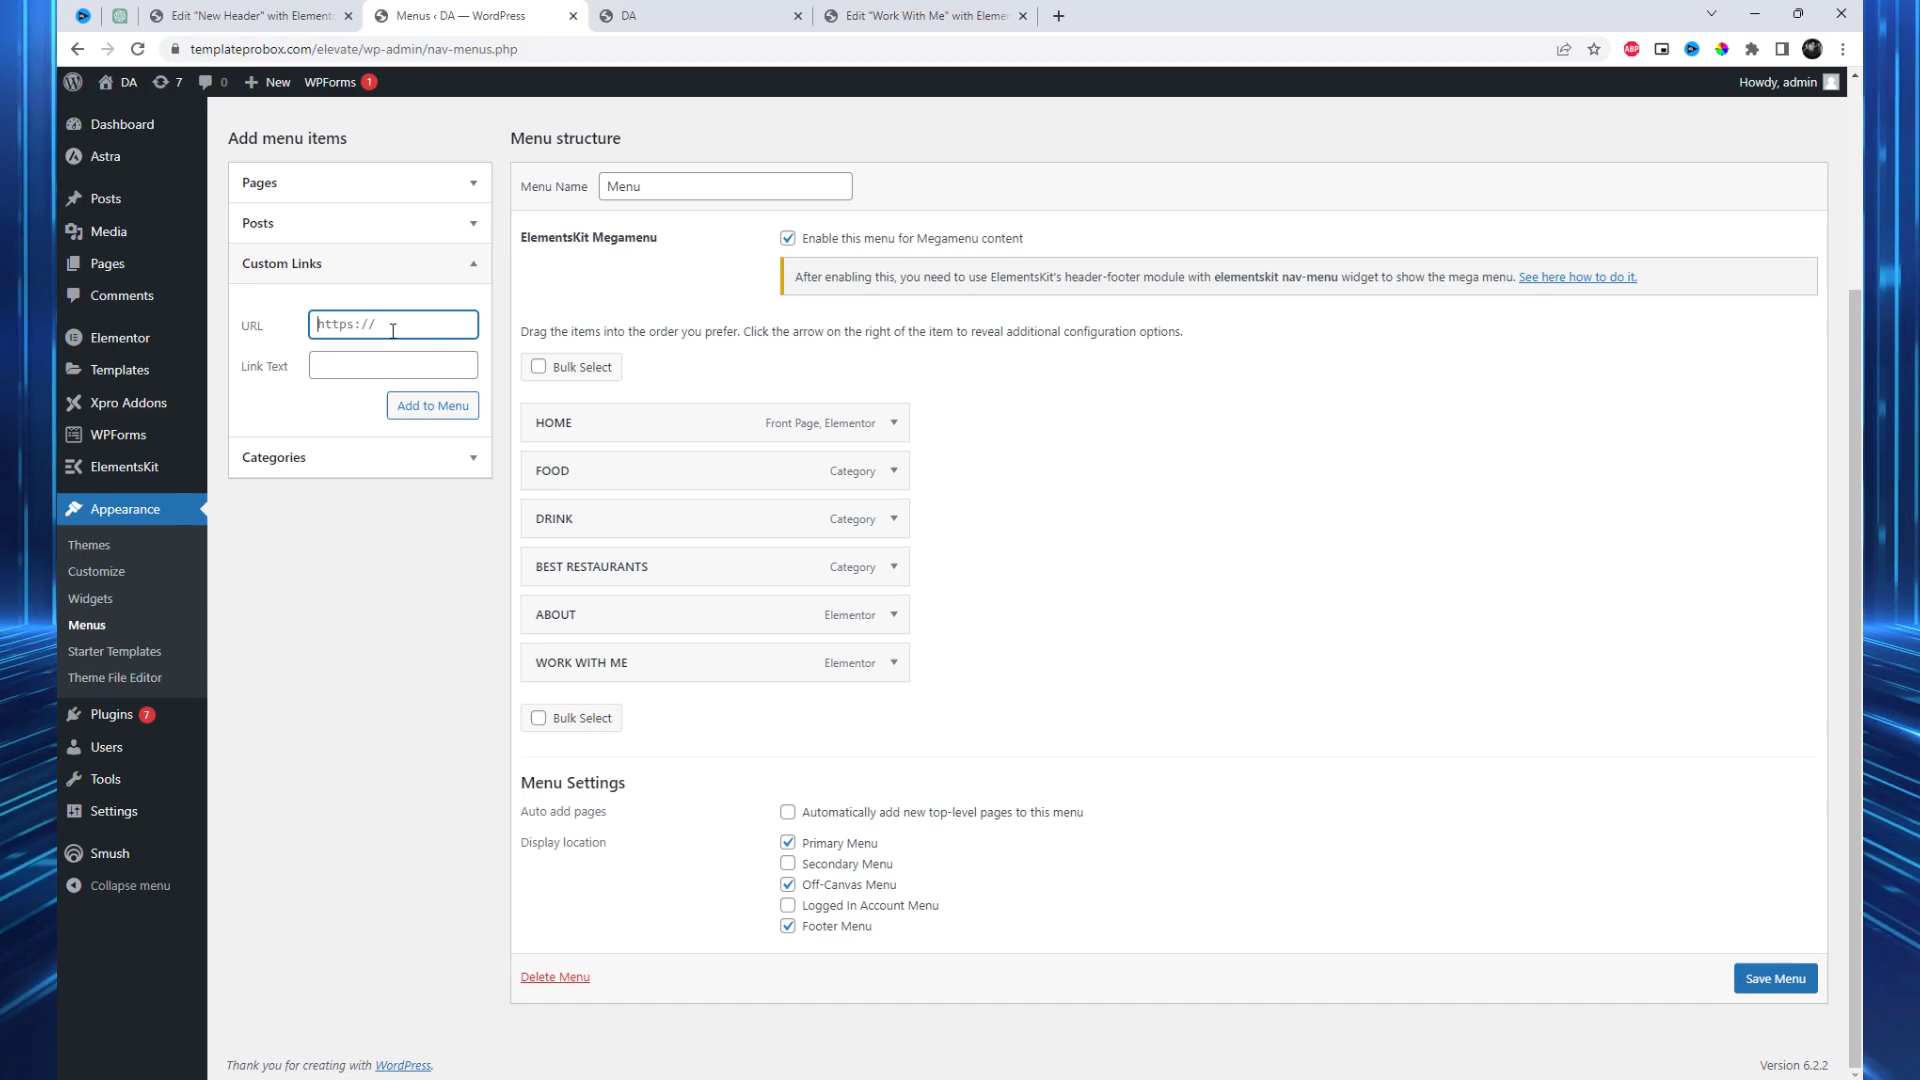 Edit "New Header" with Element
Menus ‹ DA — WordPress
DA
Edit "Work With Me" with Elemer
templateprobox.com/elevate/wp-admin/nav-menus.php
ABP
DA
7
0
New
WPForms 1
Howdy, admin
Dashboard
Astra
Posts
Media
Pages
Comments
Elementor
Templates
Xpro Addons
WPForms
ElementsKit
Appearance
Themes
Customize
Widgets
Menus
Starter Templates
Theme File Editor
Plugins 7
Users
Tools
Settings
Smush
Collapse menu
Add menu items
Pages
Posts
Custom Links
URL https://
Link Text
Add to Menu
Categories
Menu structure
Menu Name Menu
ElementsKit Megamenu
Enable this menu for Megamenu content
After enabling this, you need to use ElementsKit's header-footer module with elementskit nav-menu widget to show the mega menu. See here how to do it.
Drag the items into the order you prefer. Click the arrow on the right of the item to reveal additional configuration options.
Bulk Select
HOME Front Page, Elementor
FOOD Category
DRINK Category
BEST RESTAURANTS Category
ABOUT Elementor
WORK WITH ME Elementor
Bulk Select
Menu Settings
Auto add pages
Automatically add new top-level pages to this menu
Display location
Primary Menu
Secondary Menu
Off-Canvas Menu
Logged In Account Menu
Footer Menu
Delete Menu
Save Menu
Thank you for creating with WordPress.
Version 6.2.2